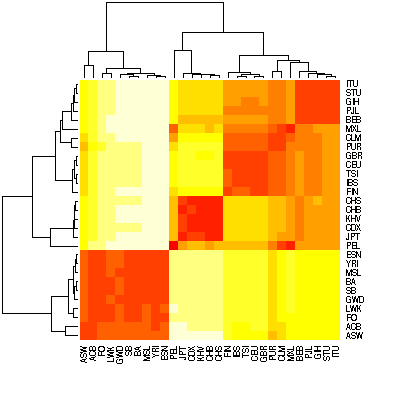 ITU
STU
GIH
PJL
BEB
MXL
CLM
PUR
GBR
CEU
TSI
IBS
FIN
CHS
CHB
KHV
CDX
JPT
PEL
ESN
YRI
MSL
BA
SB
GWD
LWK
FO
ACB
ASW
ASW ACB FO LWK GWD SB BA MSL YRI ESN PEL JPT CDX KHV CHB CHS FIN IBS TSI CEU GBR PUR CLM MXL BEB PJL GIH STU ITU